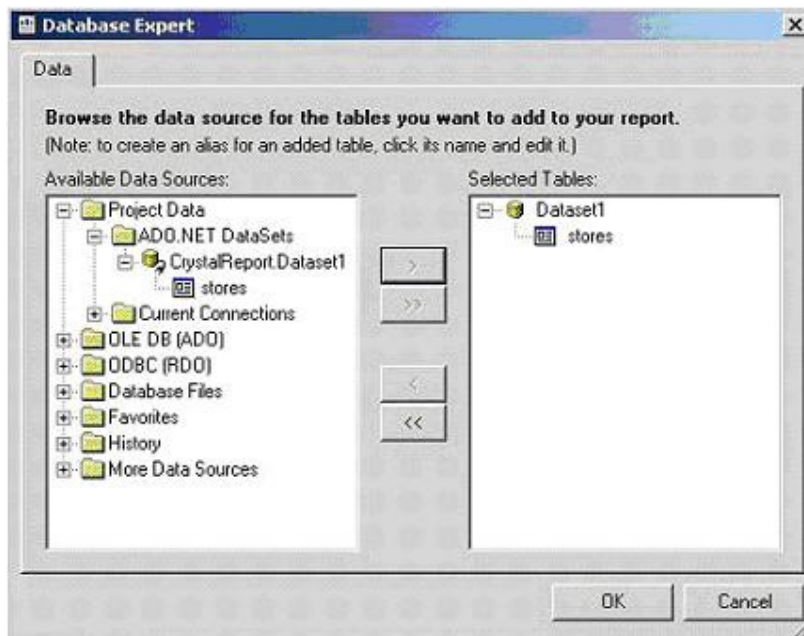 Database Expert
Data
Browse the data source for the tables you want to add to your report.
(Note: to create an alias for an added table, click its name and edit it.)
Available Data Sources:
Selected Tables:
Project Data
ADO.NET DataSets
CrystalReport.Dataset1
stores
Current Connections
OLE DB (ADO)
ODBC (RDO)
Database Files
Favorites
History
More Data Sources
>
>>
<
<<
Dataset1
stores
OK
Cancel